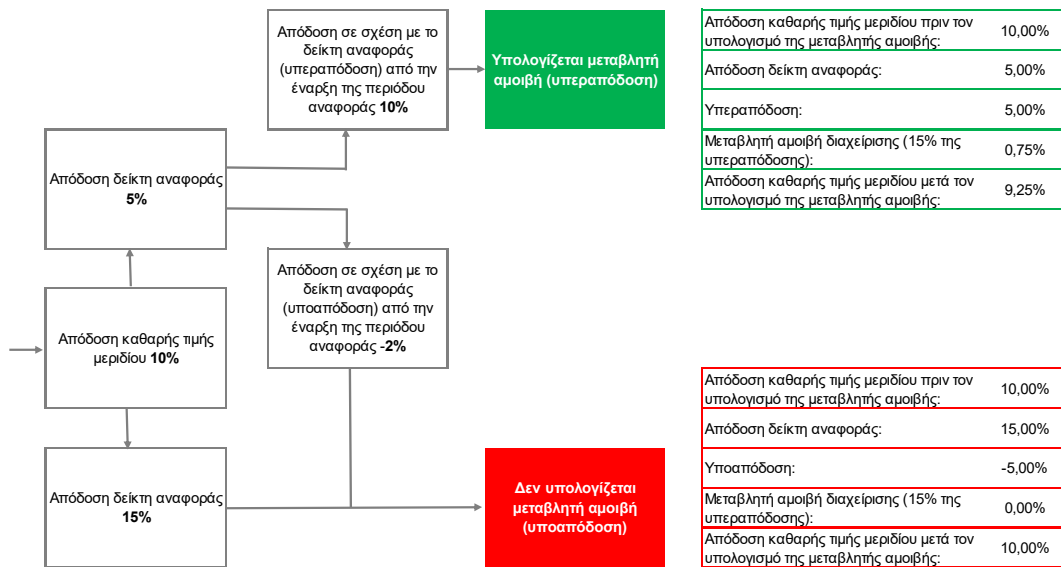 Απόδοση σε σχέση με το
δείκτη αναφοράς
(υπεραπόδοση) από την
έναρξη της περιόδου
αναφοράς 10%
Υπολογίζεται μεταβλητή
αμοιβή (υπεραπόδοση)
Απόδοση καθαρής τιμής μεριδίου πριν τον
υπολογισμό της μεταβλητής αμοιβής: 10,00%
Απόδοση δείκτη αναφοράς: 5,00%
Υπεραπόδοση: 5,00%
Μεταβλητή αμοιβή διαχείρισης (15% της
υπεραπόδοσης): 0,75%
Απόδοση καθαρής τιμής μεριδίου μετά τον
υπολογισμό της μεταβλητής αμοιβής: 9,25%
Απόδοση δείκτη αναφοράς
5%
Απόδοση σε σχέση με το
δείκτη αναφοράς
(υποαπόδοση) από την
έναρξη της περιόδου
αναφοράς -2%
Απόδοση καθαρής τιμής
μεριδίου 10%
Απόδοση δείκτη αναφοράς
15%
Δεν υπολογίζεται
μεταβλητή αμοιβή
(υποαπόδοση)
Απόδοση καθαρής τιμής μεριδίου πριν τον
υπολογισμό της μεταβλητής αμοιβής: 10,00%
Απόδοση δείκτη αναφοράς: 15,00%
Υποαπόδοση: -5,00%
Μεταβλητή αμοιβή διαχείρισης (15% της
υπεραπόδοσης): 0,00%
Απόδοση καθαρής τιμής μεριδίου μετά τον
υπολογισμό της μεταβλητής αμοιβής: 10,00%